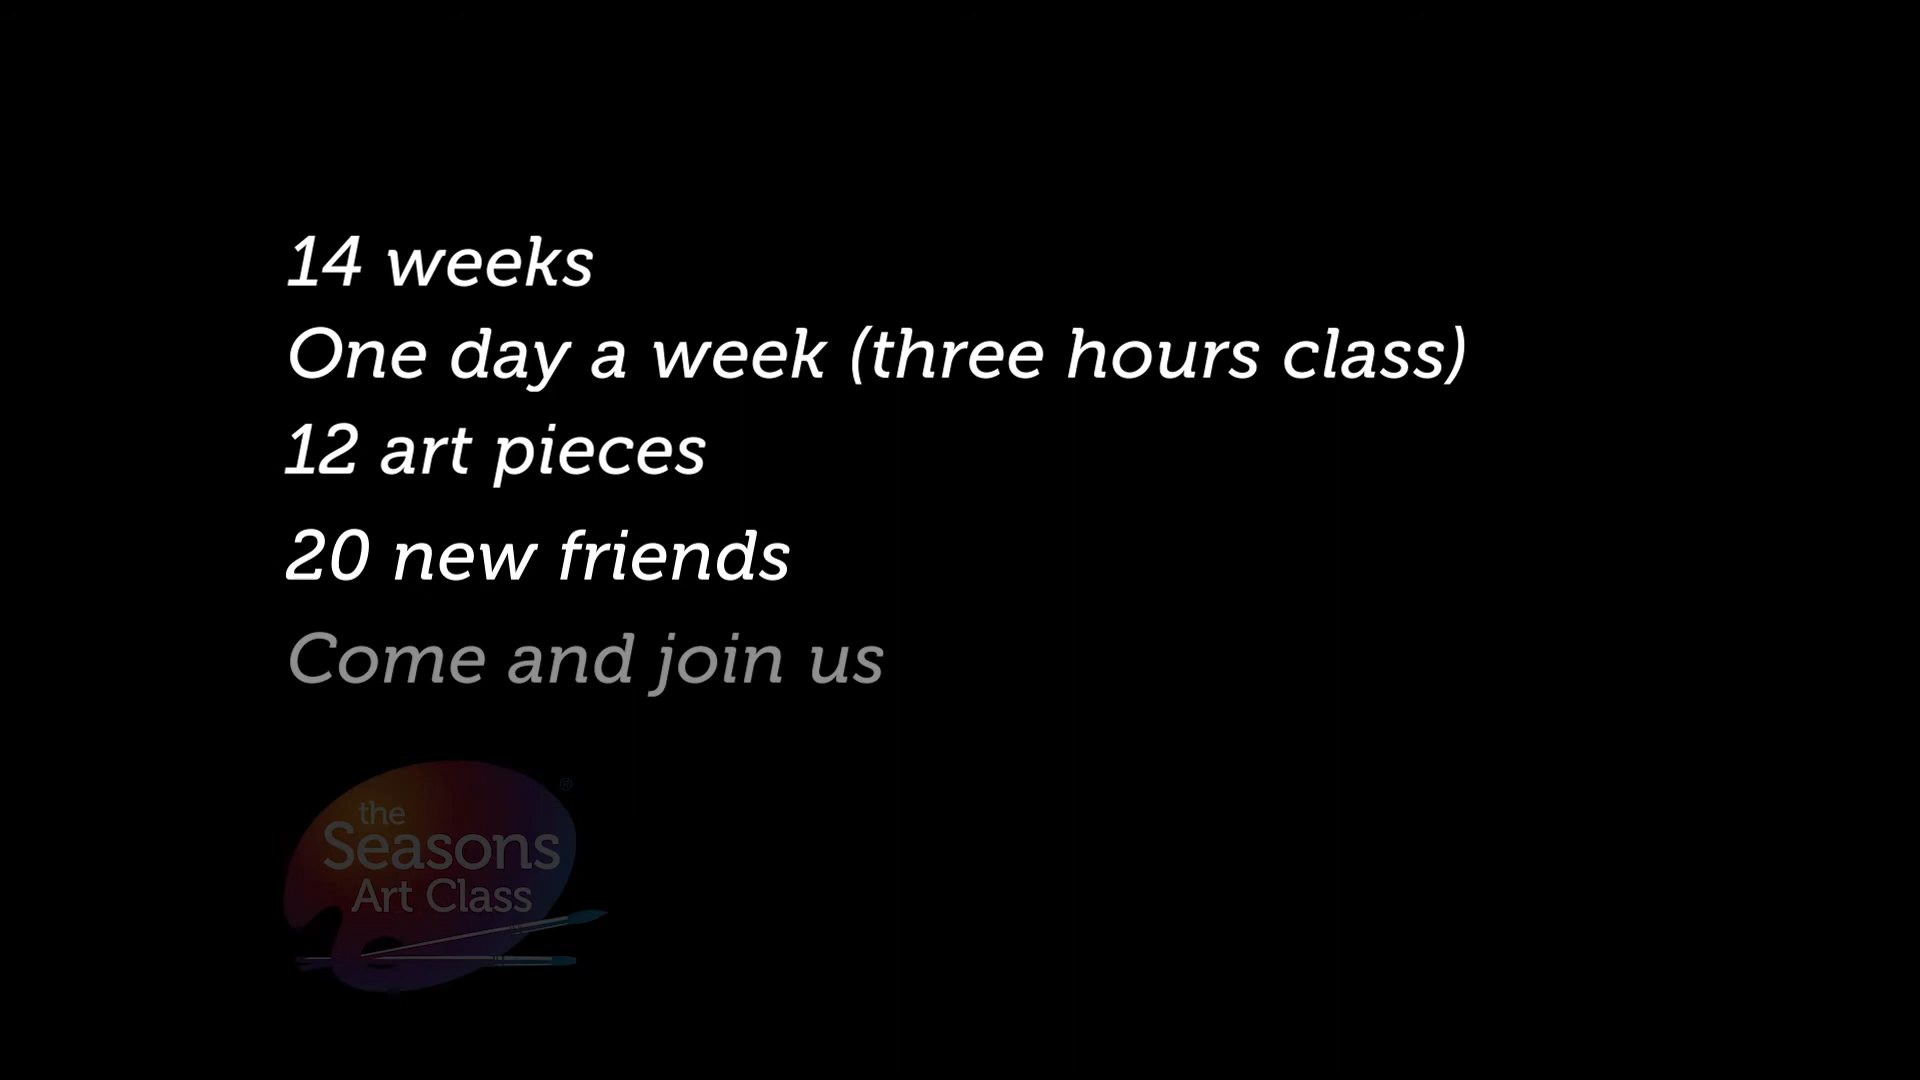 14 weeks
One day a week (three hours class)
12 art pieces
20 new friends
Come and join us
the
Seasons
Art Class
®